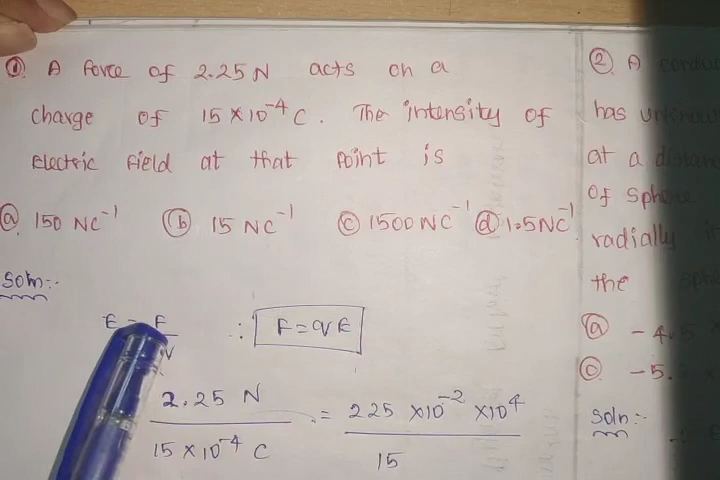 ① A force of 2.25 N acts on a
charge of 15 × 10⁻⁴ C. The intensity of
Electric Field at that point is
ⓐ 150 NC⁻¹ ⓑ 15 NC⁻¹ ⓒ 1500 NC⁻¹ ⓓ 1.5 NC⁻¹
Soln:-
E = F ∴ F = qE
2.25 N = 225 × 10⁻² × 10⁴
15 × 10⁻⁴ C 15
② A
has
at a
of sphere
radially
the
ⓐ -4.5
ⓒ -5.
Soln:-